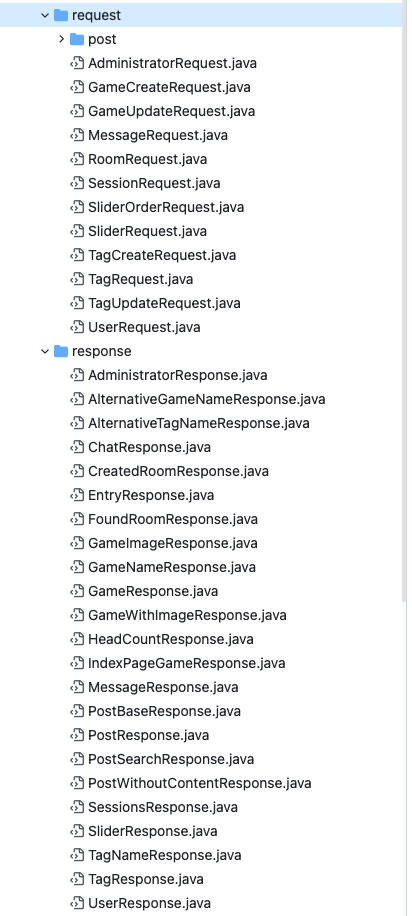 request
post
AdministratorRequest.java
GameCreateRequest.java
GameUpdateRequest.java
MessageRequest.java
RoomRequest.java
SessionRequest.java
SliderOrderRequest.java
SliderRequest.java
TagCreateRequest.java
TagRequest.java
TagUpdateRequest.java
UserRequest.java
response
AdministratorResponse.java
AlternativeGameNameResponse.java
AlternativeTagNameResponse.java
ChatResponse.java
CreatedRoomResponse.java
EntryResponse.java
FoundRoomResponse.java
GameImageResponse.java
GameNameResponse.java
GameResponse.java
GameWithImageResponse.java
HeadCountResponse.java
IndexPageGameResponse.java
MessageResponse.java
PostBaseResponse.java
PostResponse.java
PostSearchResponse.java
PostWithoutContentResponse.java
SessionsResponse.java
SliderResponse.java
TagNameResponse.java
TagResponse.java
UserResponse.java